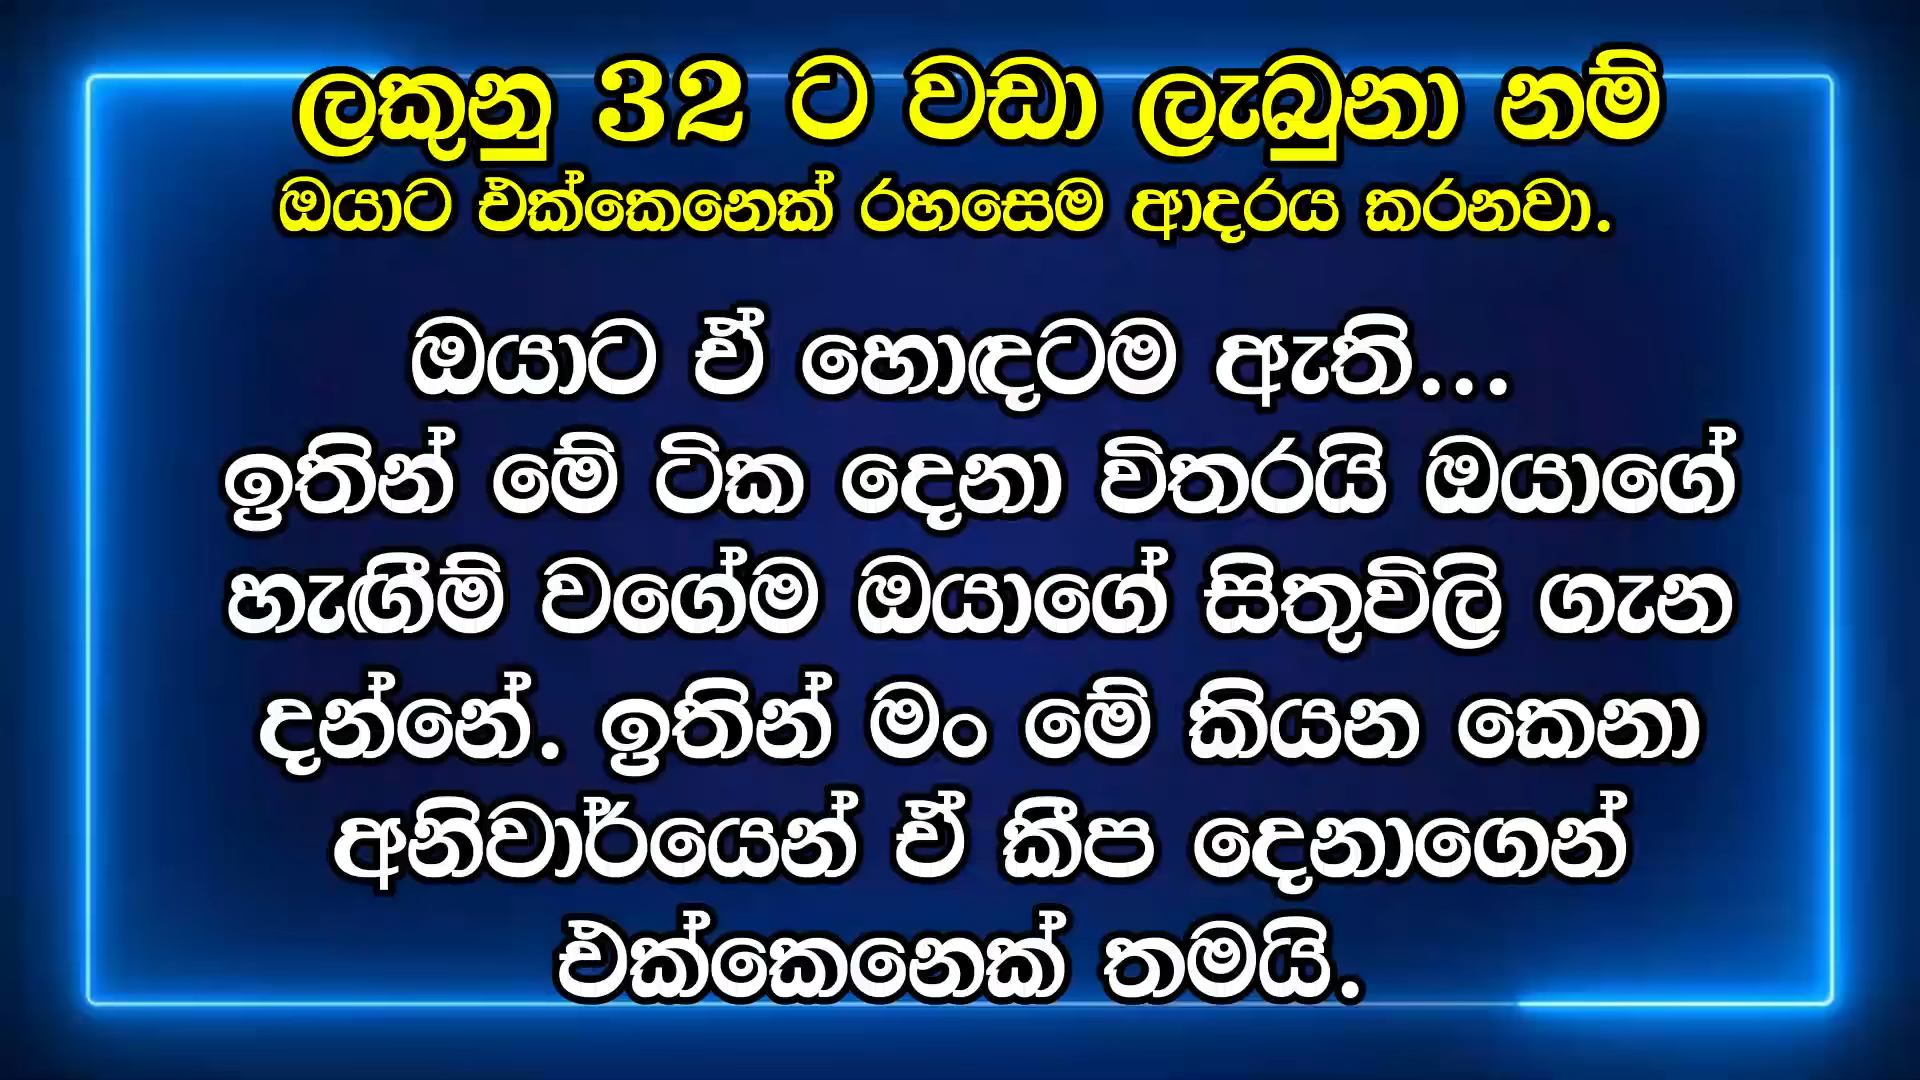 ලකුනු 32 ට වඩා ලැබුනා නම්
ඔයාට එක්කෙනෙක් රහසෙම ආදරය කරනවා.
ඔයාට ඒ හොඳටම ඇති...
ඉතින් මේ ටික දෙනා විතරයි ඔයාගේ
හැඟීම් වගේම ඔයාගේ සිතුවිලි ගැන
දන්නේ. ඉතින් මං මේ කියන කෙනා
අනිවාර්යෙන් ඒ කීප දෙනාගෙන්
එක්කෙනෙක් තමයි.